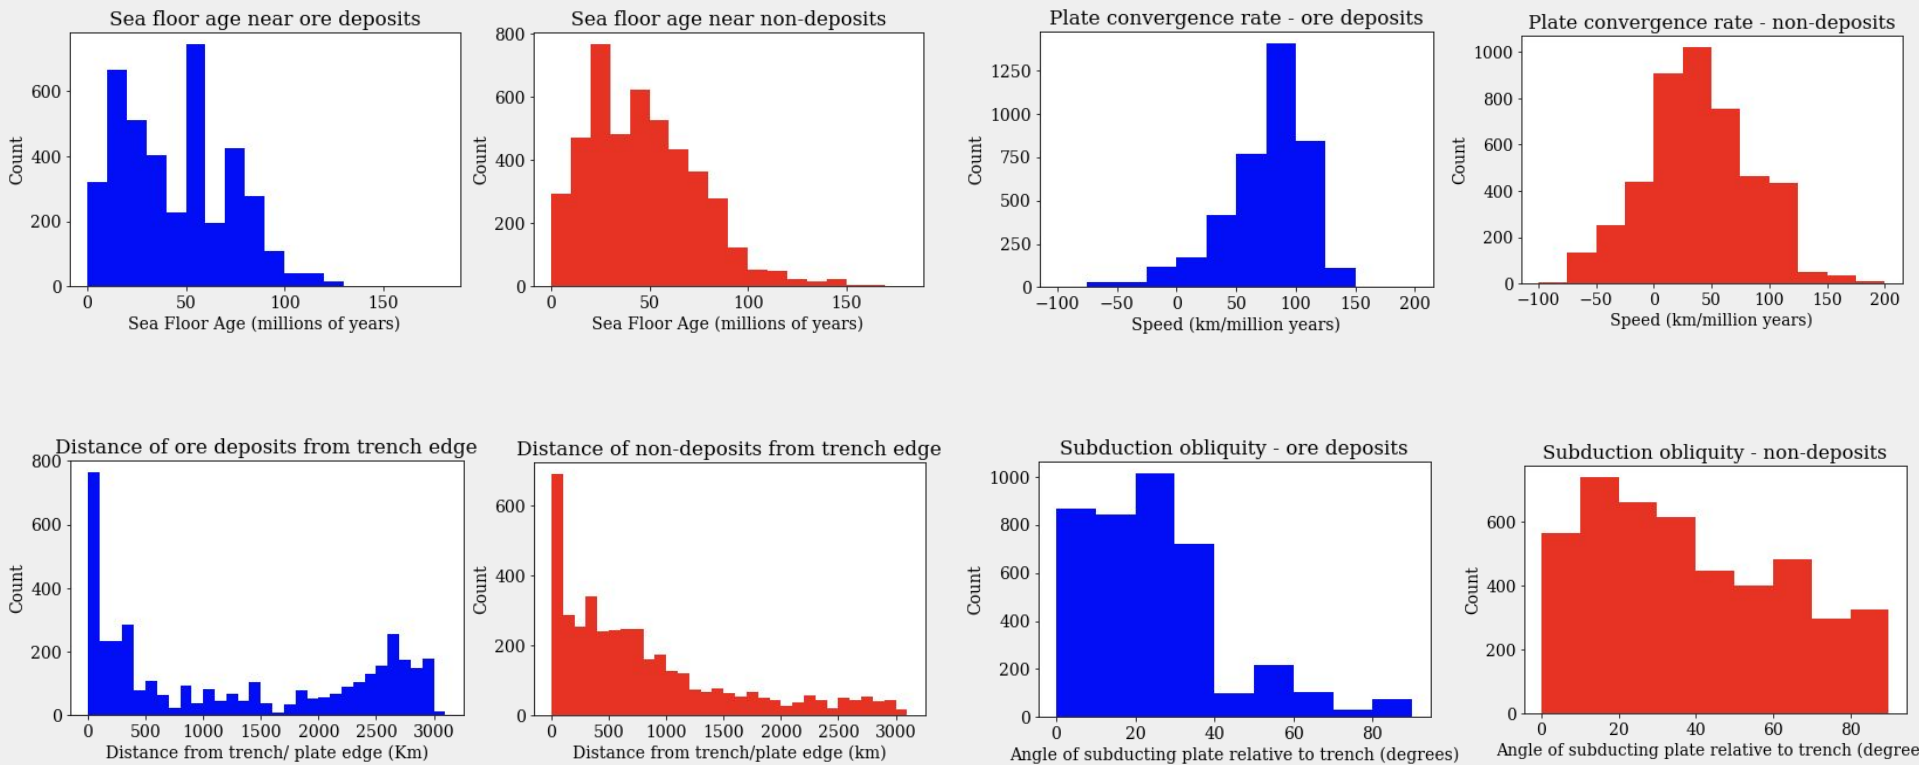 Sea floor age near ore deposits
Count
600
400
200
0
0 50 100 150
Sea Floor Age (millions of years)
Sea floor age near non-deposits
Count
800
600
400
200
0
0 50 100 150
Sea Floor Age (millions of years)
Plate convergence rate - ore deposits
Count
1250
1000
750
500
250
0
−100 −50 0 50 100 150 200
Speed (km/million years)
Plate convergence rate - non-deposits
Count
1000
800
600
400
200
0
−100 −50 0 50 100 150 200
Speed (km/million years)
Distance of ore deposits from trench edge
Count
800
600
400
200
0
0 500 1000 1500 2000 2500 3000
Distance from trench/ plate edge (Km)
Distance of non-deposits from trench edge
Count
600
400
200
0
0 500 1000 1500 2000 2500 3000
Distance from trench/plate edge (km)
Subduction obliquity - ore deposits
Count
1000
800
600
400
200
0
0 20 40 60 80
Angle of subducting plate relative to trench (degrees)
Subduction obliquity - non-deposits
Count
600
400
200
0
0 20 40 60 80
Angle of subducting plate relative to trench (degree